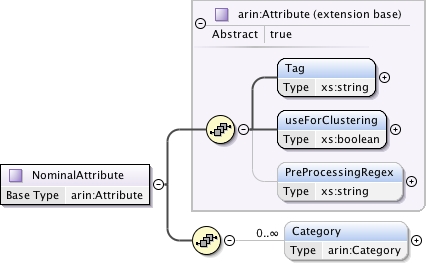 arin:Attribute (extension base)
Abstract true
Tag
Type xs:string
useForClustering
Type xs:boolean
PreProcessingRegex
Type xs:string
NominalAttribute
Base Type arin:Attribute
0..∞
Category
Type arin:Category